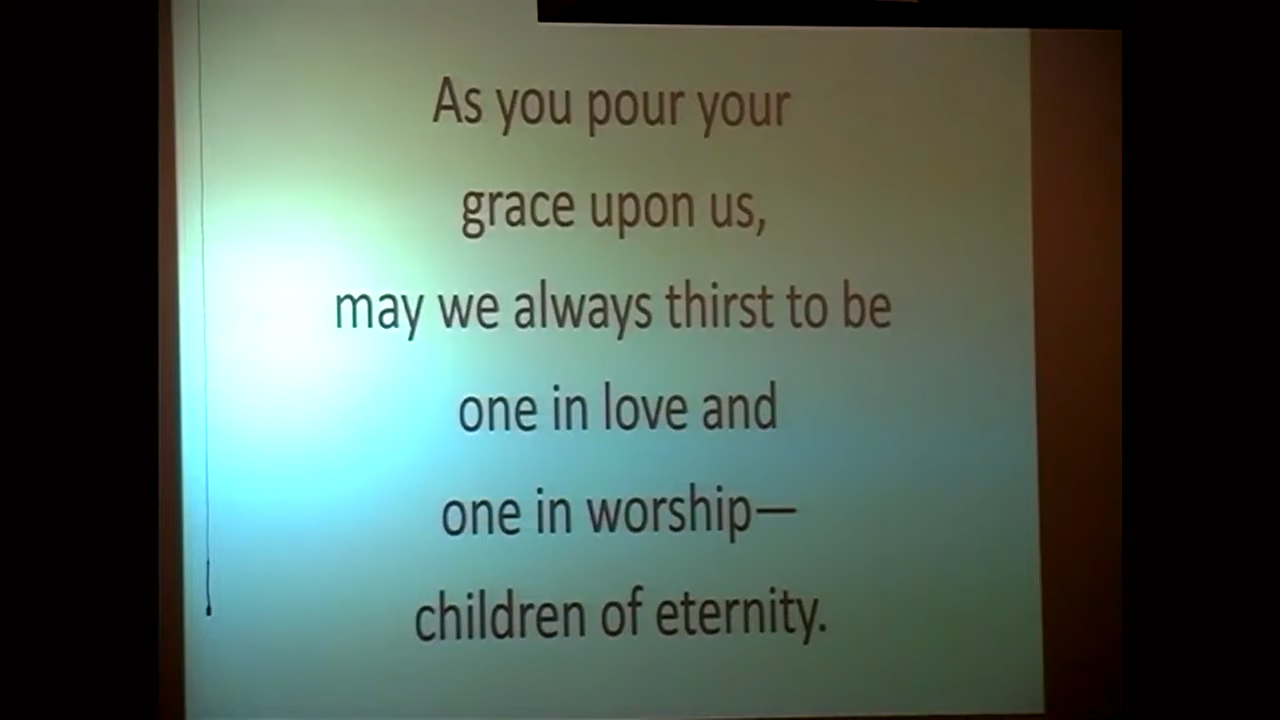 As you pour your
grace upon us,
may we always thirst to be
one in love and
one in worship—
children of eternity.